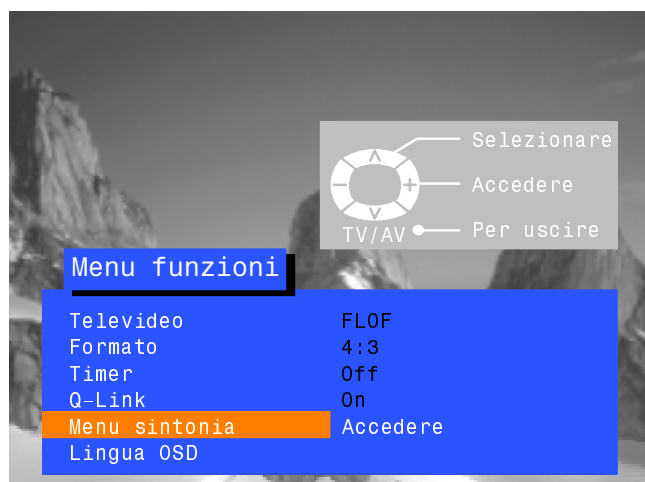 Selezionare
Accedere
TV/AV Per uscire
Menu funzioni
Televideo FLOF
Formato 4:3
Timer Off
Q-Link On
Menu sintonia Accedere
Lingua OSD